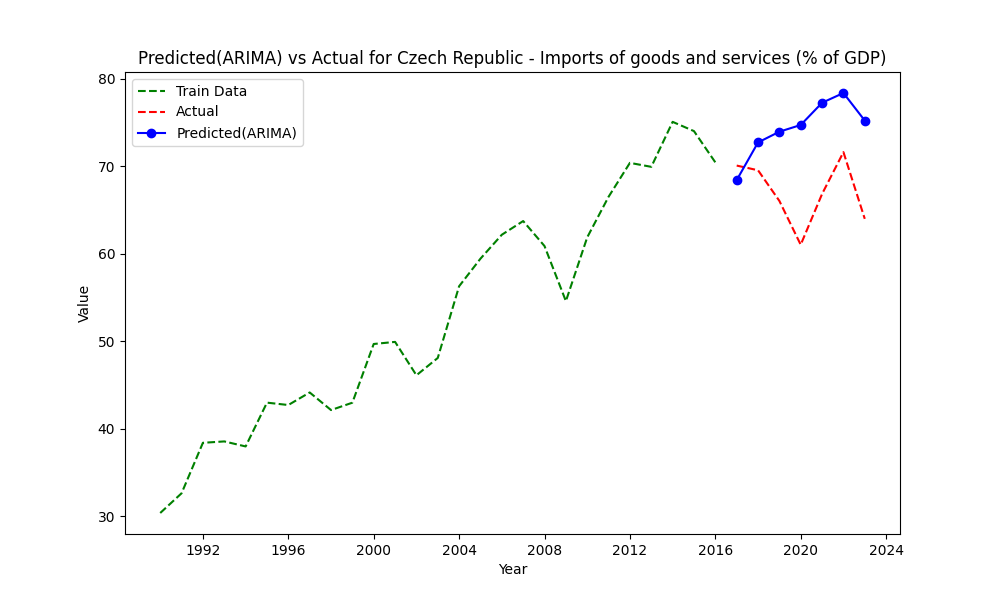 Predicted(ARIMA) vs Actual for Czech Republic - Imports of goods and services (% of GDP)
Train Data
Actual
Predicted(ARIMA)
80
70
60
50
40
30
Value
1992 1996 2000 2004 2008 2012 2016 2020 2024
Year